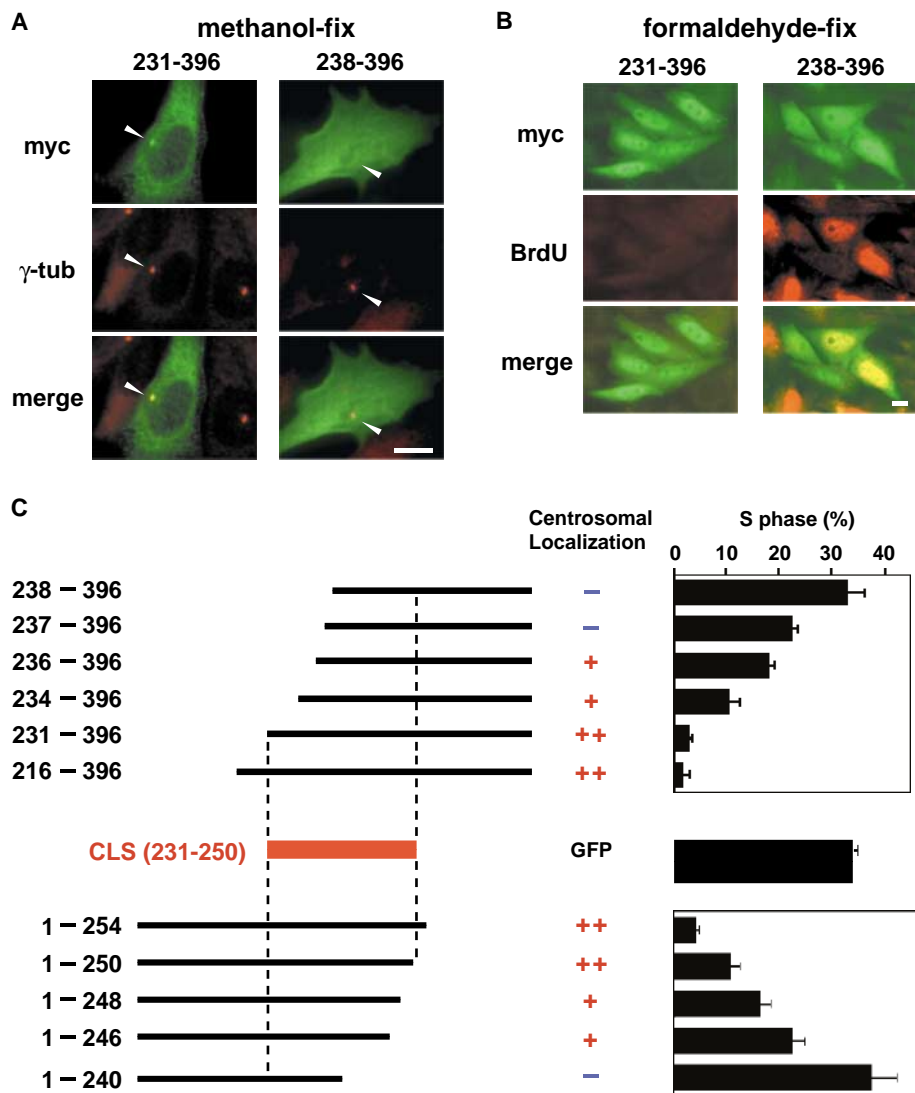 A
methanol-fix
231-396
238-396
myc
γ-tub
merge
B
formaldehyde-fix
231-396
238-396
myc
BrdU
merge
C
Centrosomal
Localization
S phase (%)
0 10 20 30 40
238 – 396 –
237 – 396 –
236 – 396 +
234 – 396 +
231 – 396 ++
216 – 396 ++
CLS (231-250)
GFP
1 – 254 ++
1 – 250 ++
1 – 248 +
1 – 246 +
1 – 240 –